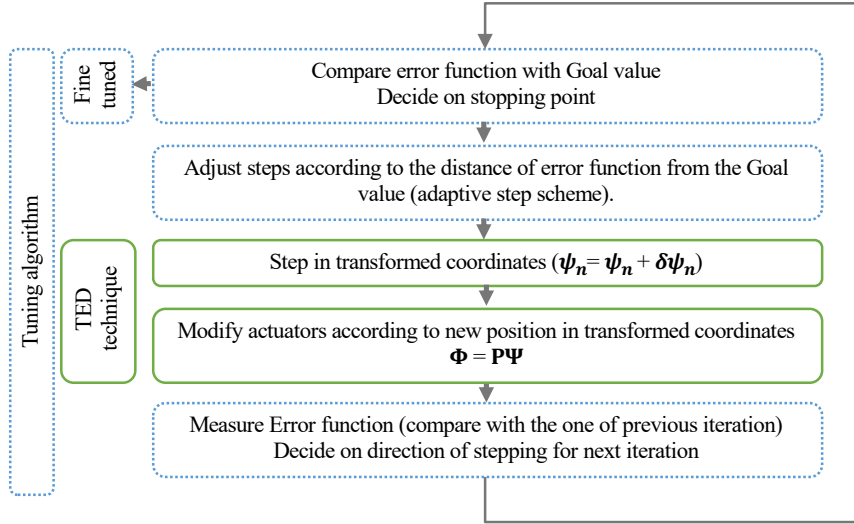 Tuning algorithm
Fine
tuned
Compare error function with Goal value
Decide on stopping point
Adjust steps according to the distance of error function from the Goal
value (adaptive step scheme).
TED
technique
Step in transformed coordinates (ψₙ= ψₙ + δψₙ)
Modify actuators according to new position in transformed coordinates
Φ = PΨ
Measure Error function (compare with the one of previous iteration)
Decide on direction of stepping for next iteration